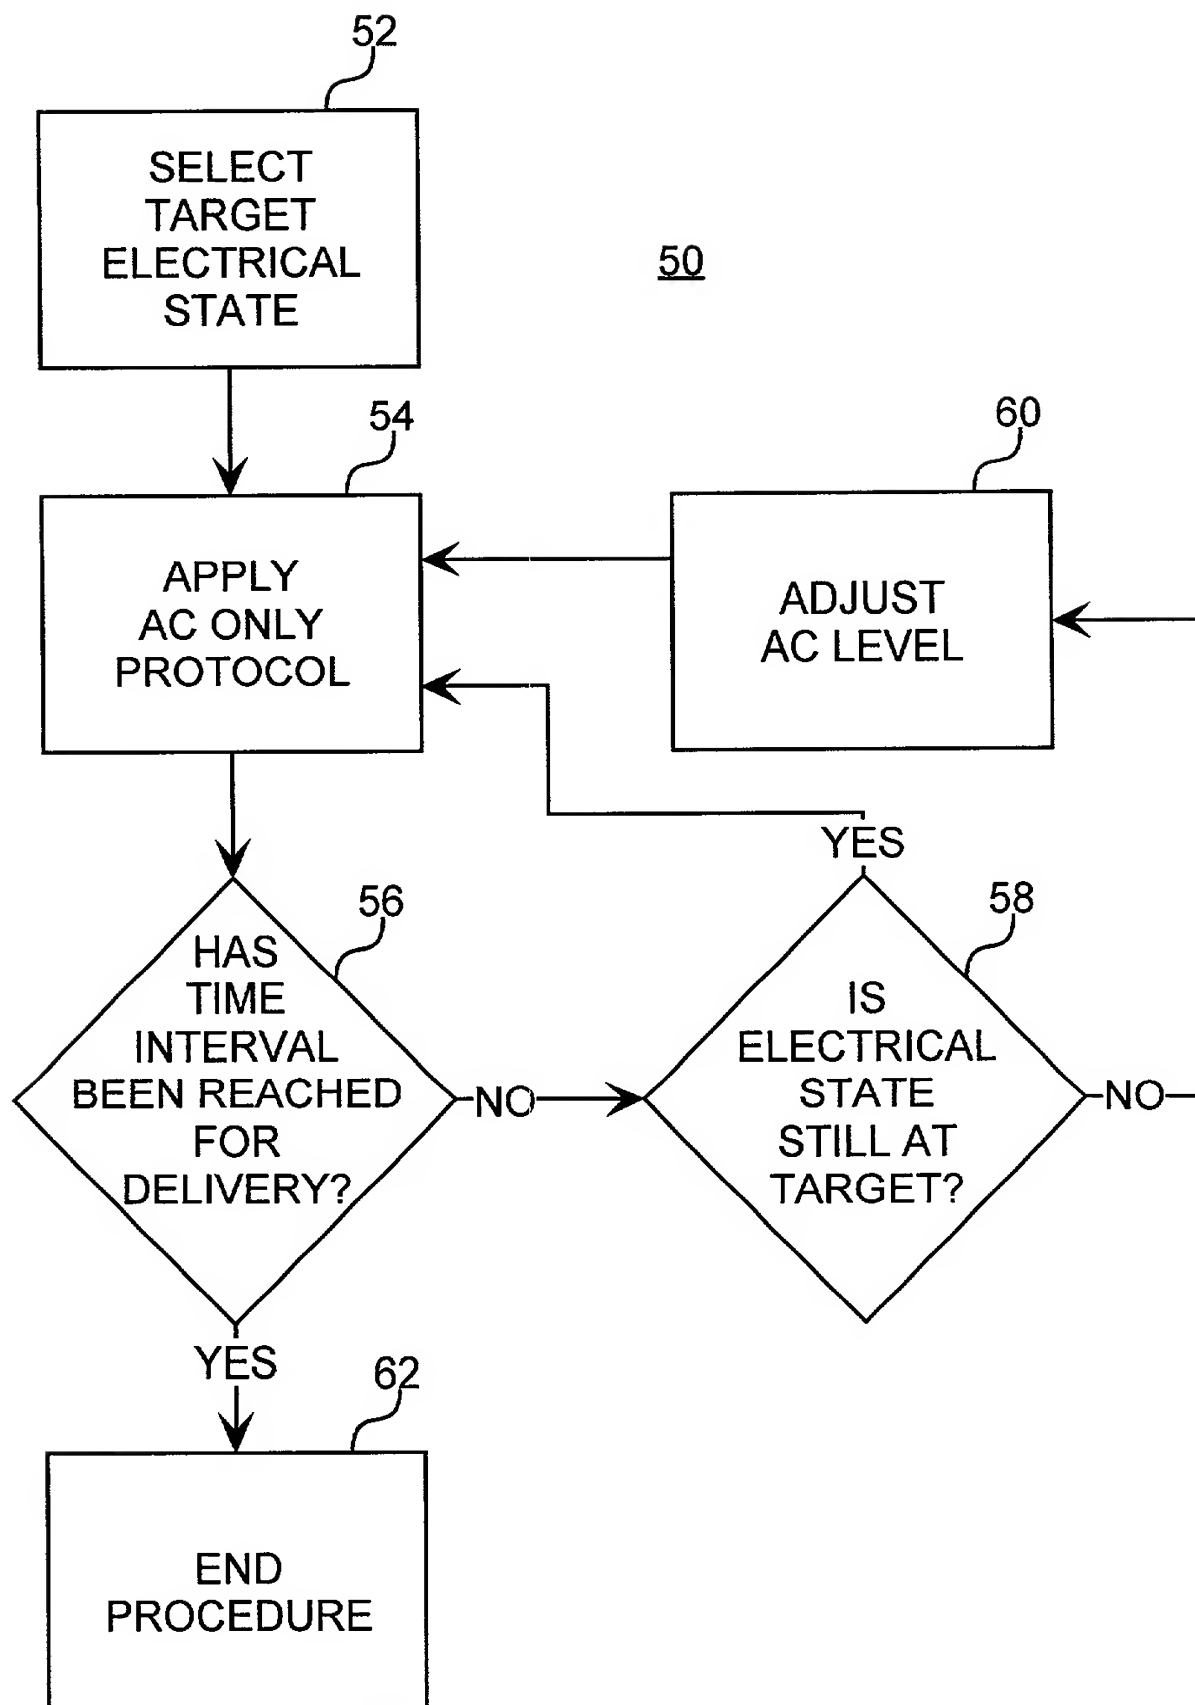 52
SELECT
TARGET
ELECTRICAL
STATE
50
54
APPLY
AC ONLY
PROTOCOL
60
ADJUST
AC LEVEL
56
HAS
TIME
INTERVAL
BEEN REACHED
FOR
DELIVERY?
NO
YES
58
IS
ELECTRICAL
STATE
STILL AT
TARGET?
NO
YES
62
END
PROCEDURE